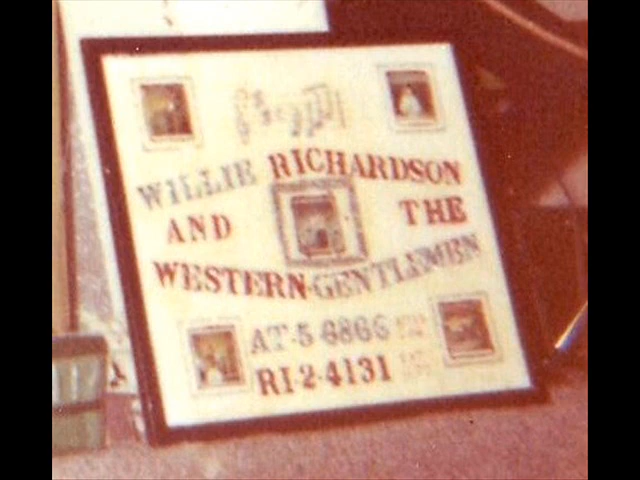 WILLIE RICHARDSON
AND THE
WESTERN-GENTLEMEN
AT-5-6866
RI-2-4131